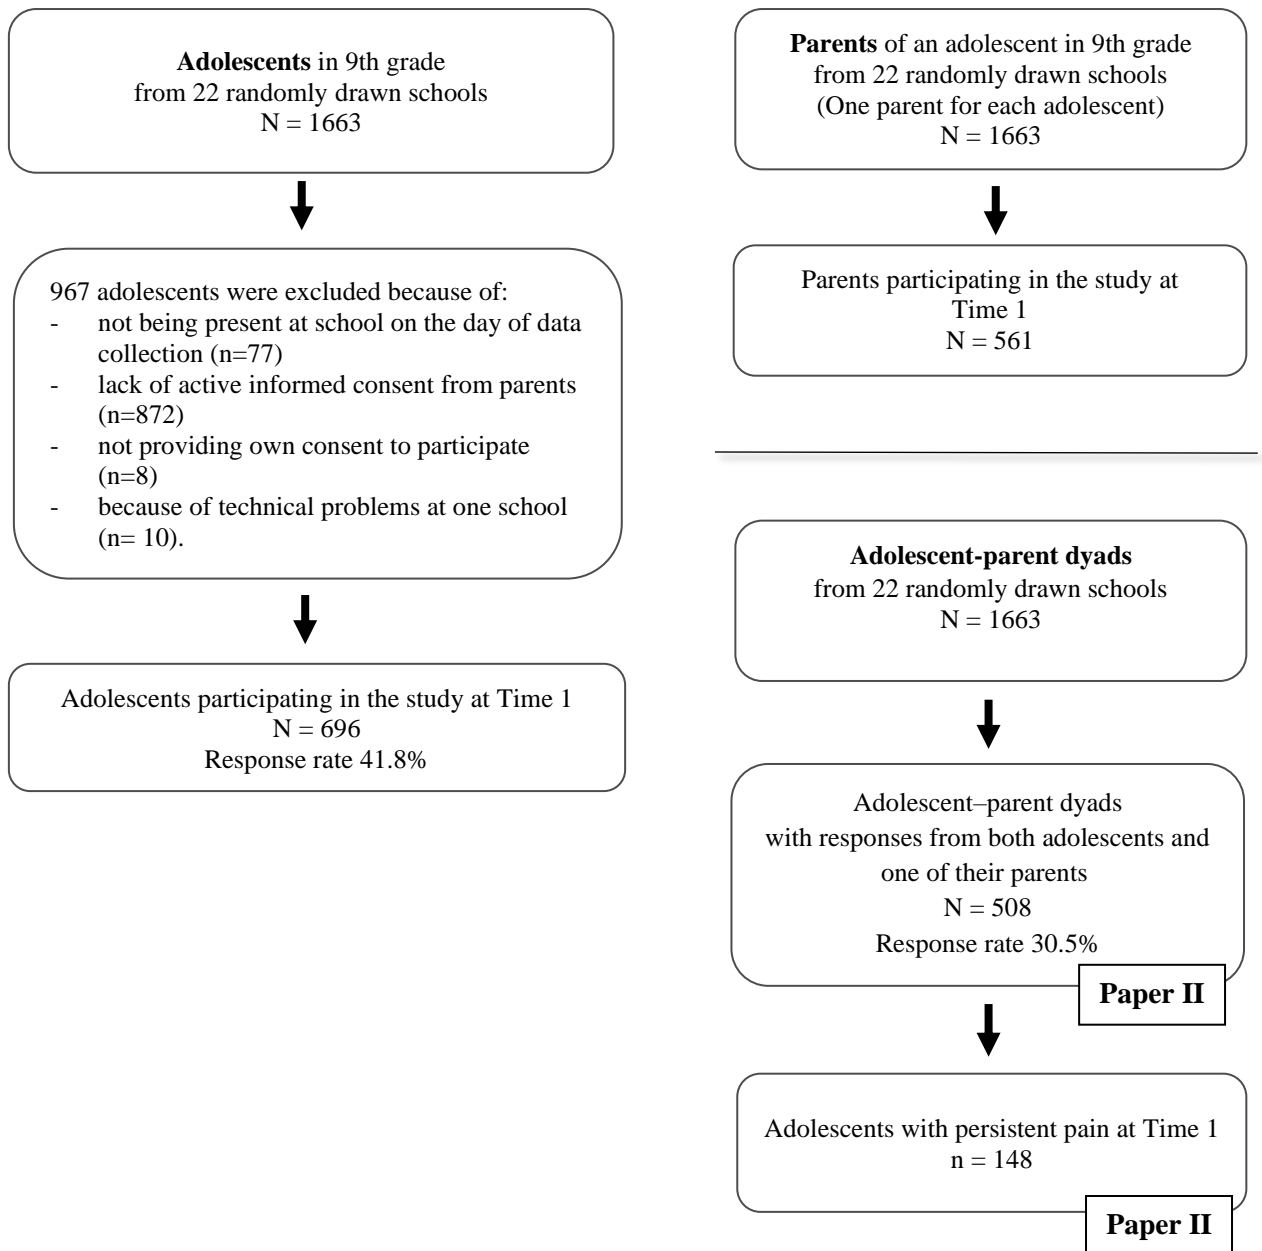 Adolescents in 9th grade
from 22 randomly drawn schools
N = 1663
967 adolescents were excluded because of:
- not being present at school on the day of data
collection (n=77)
- lack of active informed consent from parents
(n=872)
- not providing own consent to participate
(n=8)
- because of technical problems at one school
(n= 10).
Adolescents participating in the study at Time 1
N = 696
Response rate 41.8%
Parents of an adolescent in 9th grade
from 22 randomly drawn schools
(One parent for each adolescent)
N = 1663
Parents participating in the study at
Time 1
N = 561
Adolescent-parent dyads
from 22 randomly drawn schools
N = 1663
Adolescent–parent dyads
with responses from both adolescents and
one of their parents
N = 508
Response rate 30.5%
Paper II
Adolescents with persistent pain at Time 1
n = 148
Paper II